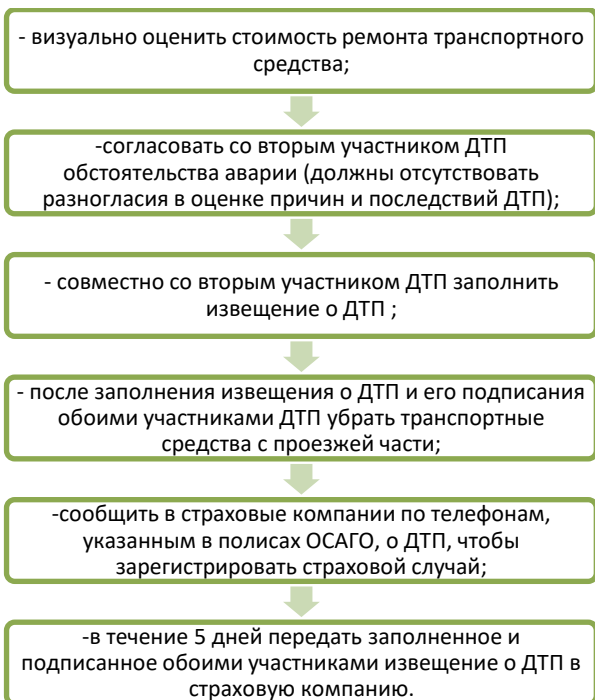 - визуально оценить стоимость ремонта транспортного
средства;
-согласовать со вторым участником ДТП
обстоятельства аварии (должны отсутствовать
разногласия в оценке причин и последствий ДТП);
- совместно со вторым участником ДТП заполнить
извещение о ДТП ;
- после заполнения извещения о ДТП и его подписания
обоими участниками ДТП убрать транспортные
средства с проезжей части;
-сообщить в страховые компании по телефонам,
указанным в полисах ОСАГО, о ДТП, чтобы
зарегистрировать страховой случай;
-в течение 5 дней передать заполненное и
подписанное обоими участниками извещение о ДТП в
страховую компанию.